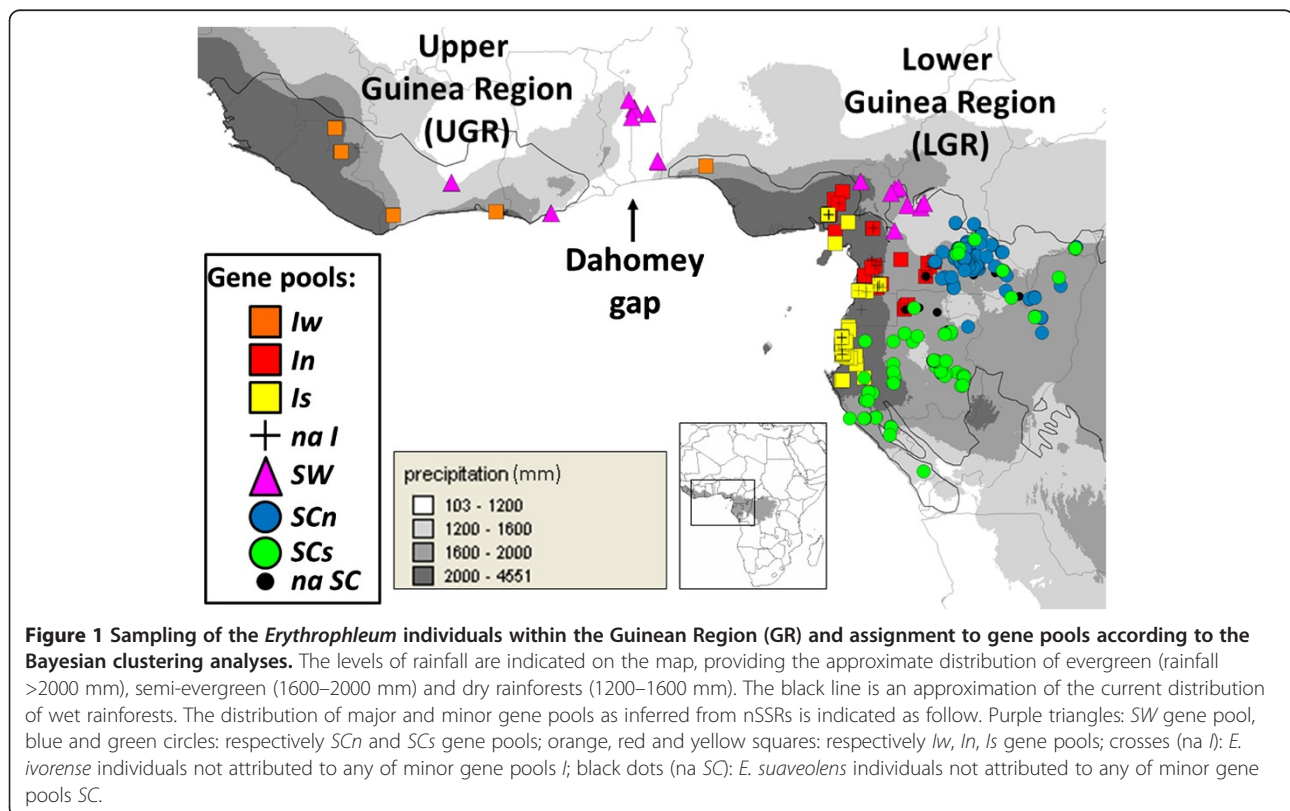 Upper
Guinea Region
(UGR)
Lower
Guinea Region
(LGR)
Dahomey
gap
Gene pools:
Iw
In
Is
na I
SW
SCn
SCs
na SC
precipitation (mm)
103 - 1200
1200 - 1600
1600 - 2000
2000 - 4551
Figure 1 Sampling of the Erythrophleum individuals within the Guinean Region (GR) and assignment to gene pools according to the
Bayesian clustering analyses. The levels of rainfall are indicated on the map, providing the approximate distribution of evergreen (rainfall
>2000 mm), semi-evergreen (1600–2000 mm) and dry rainforests (1200–1600 mm). The black line is an approximation of the current distribution
of wet rainforests. The distribution of major and minor gene pools as inferred from nSSRs is indicated as follow. Purple triangles: SW gene pool,
blue and green circles: respectively SCn and SCs gene pools; orange, red and yellow squares: respectively Iw, In, Is gene pools; crosses (na I): E.
ivorense individuals not attributed to any of minor gene pools I; black dots (na SC): E. suaveolens individuals not attributed to any of minor gene
pools SC.